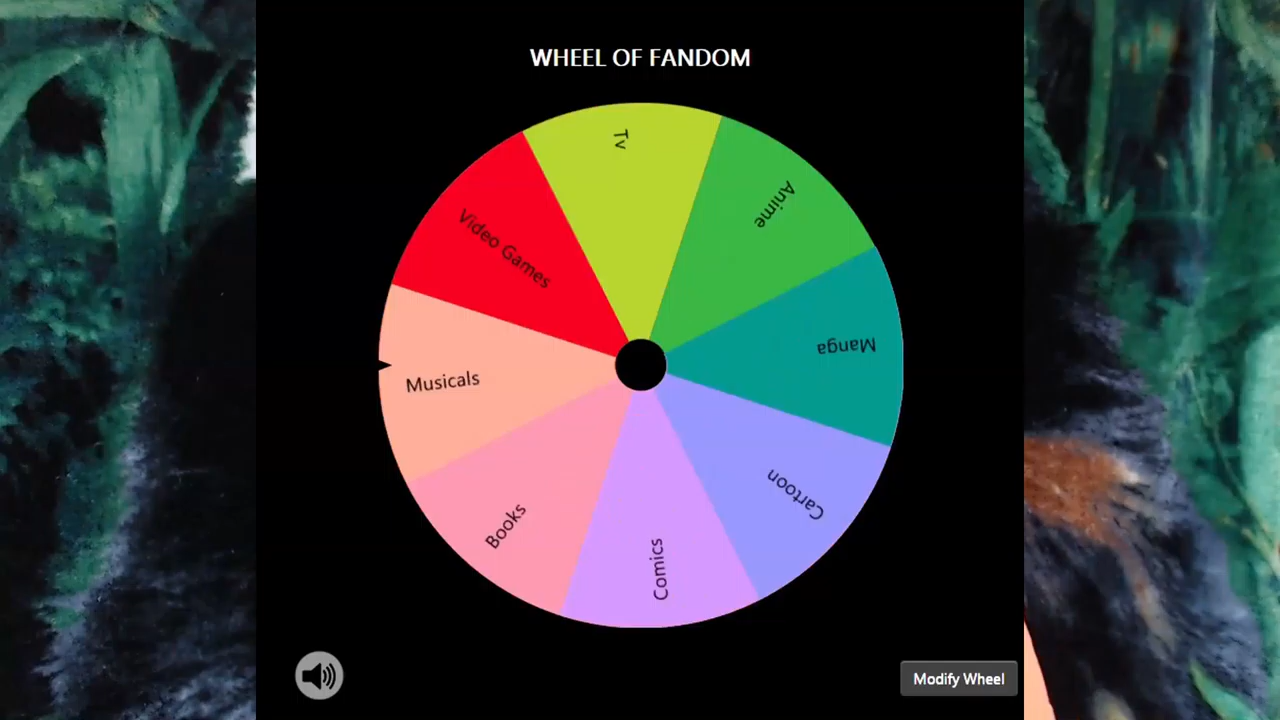 WHEEL OF FANDOM
Tv
Anime
Video Games
Manga
Musicals
Cartoon
Books
Comics
Modify Wheel